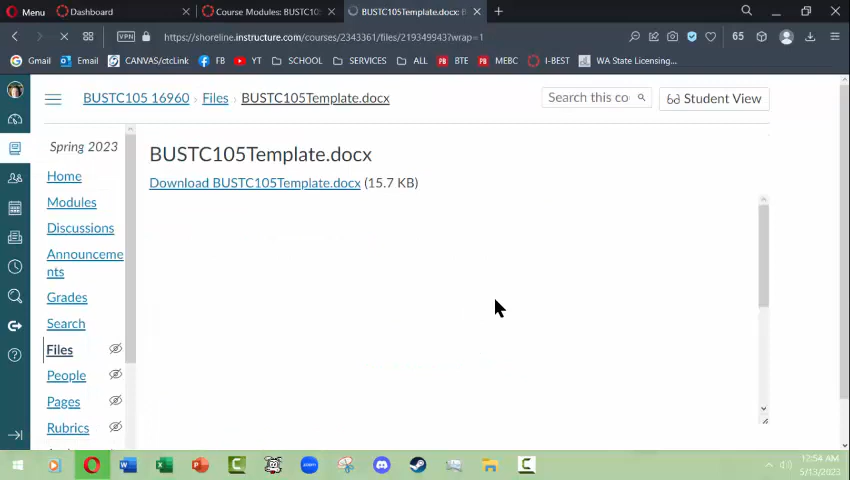 Menu
Dashboard
Course Modules: BUSTC10
BUSTC105Template.docx: B
VPN
https://shoreline.instructure.com/courses/2343361/files/219349943?wrap=1
65
Gmail
Email
CANVAS/ctcLink
FB
YT
SCHOOL
SERVICES
ALL
BTE
MEBC
I-BEST
WA State Licensing...
BUSTC105 16960 › Files › BUSTC105Template.docx
Search this co
Student View
Spring 2023
Home
Modules
Discussions
Announceme
nts
Grades
Search
Files
People
Pages
Rubrics
BUSTC105Template.docx
Download BUSTC105Template.docx (15.7 KB)
12:54 AM
5/13/2023